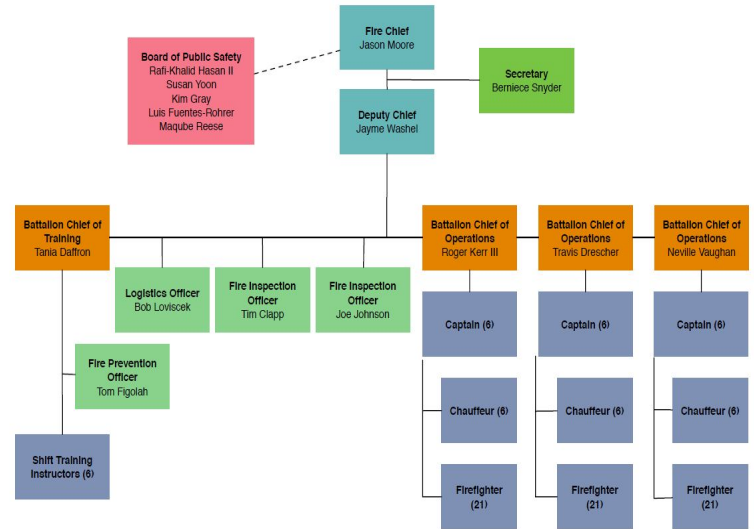 Fire Chief
Jason Moore
Board of Public Safety
Rafi-Khalid Hasan II
Susan Yoon
Kim Gray
Luis Fuentes-Rohrer
Maqube Reese
Secretary
Berniece Snyder
Deputy Chief
Jayme Washel
Battalion Chief of
Training
Tania Daffron
Battalion Chief of
Operations
Roger Kerr III
Battalion Chief of
Operations
Travis Drescher
Battalion Chief of
Operations
Neville Vaughan
Logistics Officer
Bob Loviscek
Fire Inspection
Officer
Tim Clapp
Fire Inspection
Officer
Joe Johnson
Captain (6)
Captain (6)
Captain (6)
Fire Prevention
Officer
Tom Figolah
Chauffeur (6)
Chauffeur (6)
Chauffeur (6)
Shift Training
Instructors (6)
Firefighter
(21)
Firefighter
(21)
Firefighter
(21)